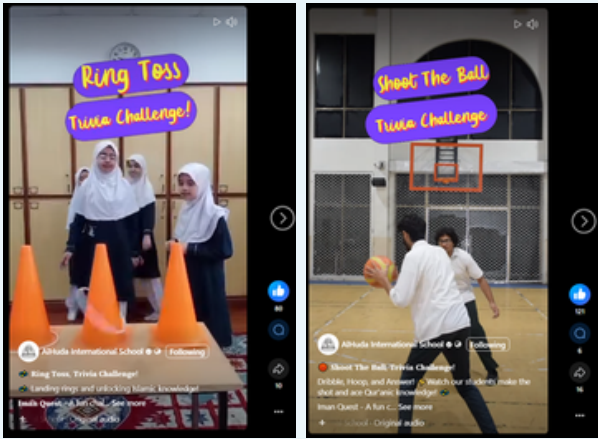 Ring Toss
Trivia Challenge!
80
10
AlHuda International School
Following
Ring Toss, Trivia Challenge!
Landing rings and unlocking Islamic knowledge!
Iman Quest - A fun chal... See more
Original audio
Shoot The Ball
Trivia Challenge
121
6
16
AlHuda International School
Following
Shoot The Ball, Trivia Challenge!
Dribble, Hoop, and Answer! Watch our students make the
shot and ace Qur'anic knowledge!
Iman Quest - A fun c... See more
School · Original audio